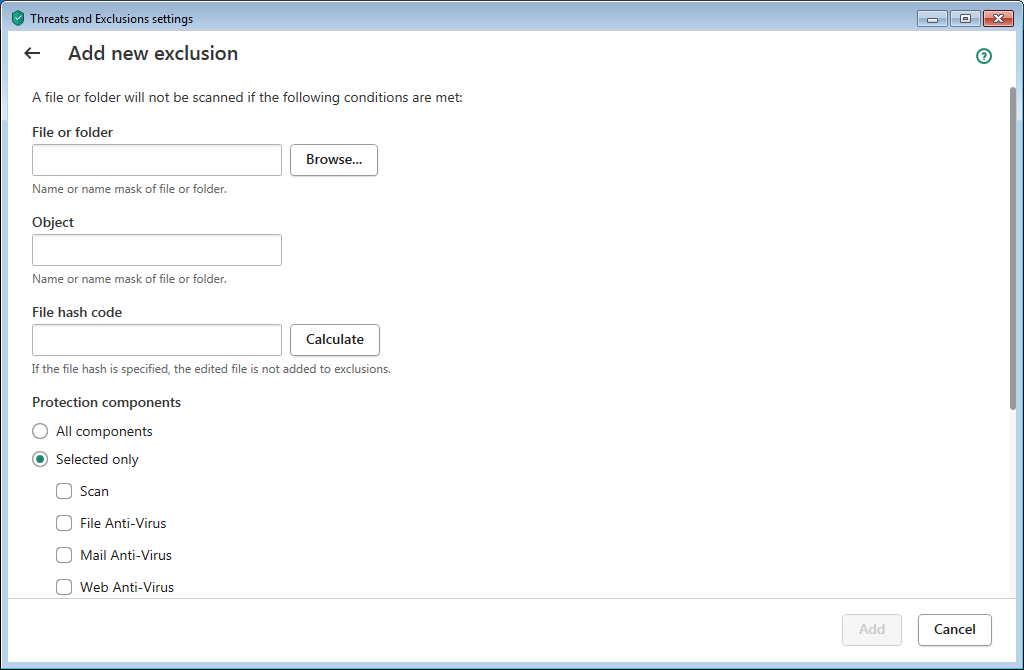 Threats and Exclusions settings
Add new exclusion
?
A file or folder will not be scanned if the following conditions are met:
File or folder
Browse...
Name or name mask of file or folder.
Object
Name or name mask of file or folder.
File hash code
Calculate
If the file hash is specified, the edited file is not added to exclusions.
Protection components
All components
Selected only
Scan
File Anti-Virus
Mail Anti-Virus
Web Anti-Virus
Add Cancel